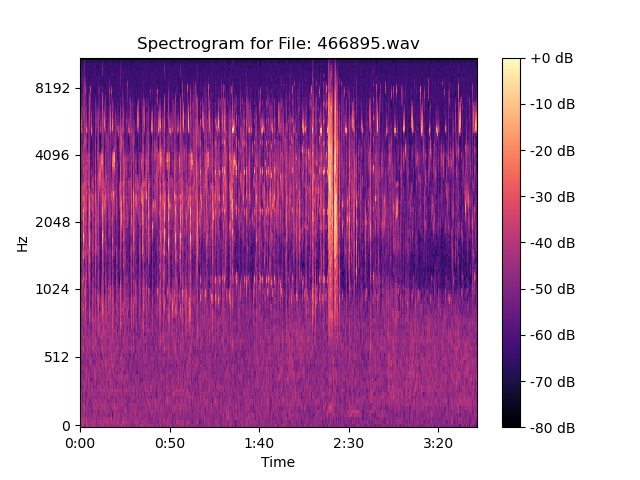 Spectrogram for File: 466895.wav
8192
4096
2048
1024
512
0
Hz
0:00
0:50
1:40
2:30
3:20
Time
+0 dB
-10 dB
-20 dB
-30 dB
-40 dB
-50 dB
-60 dB
-70 dB
-80 dB